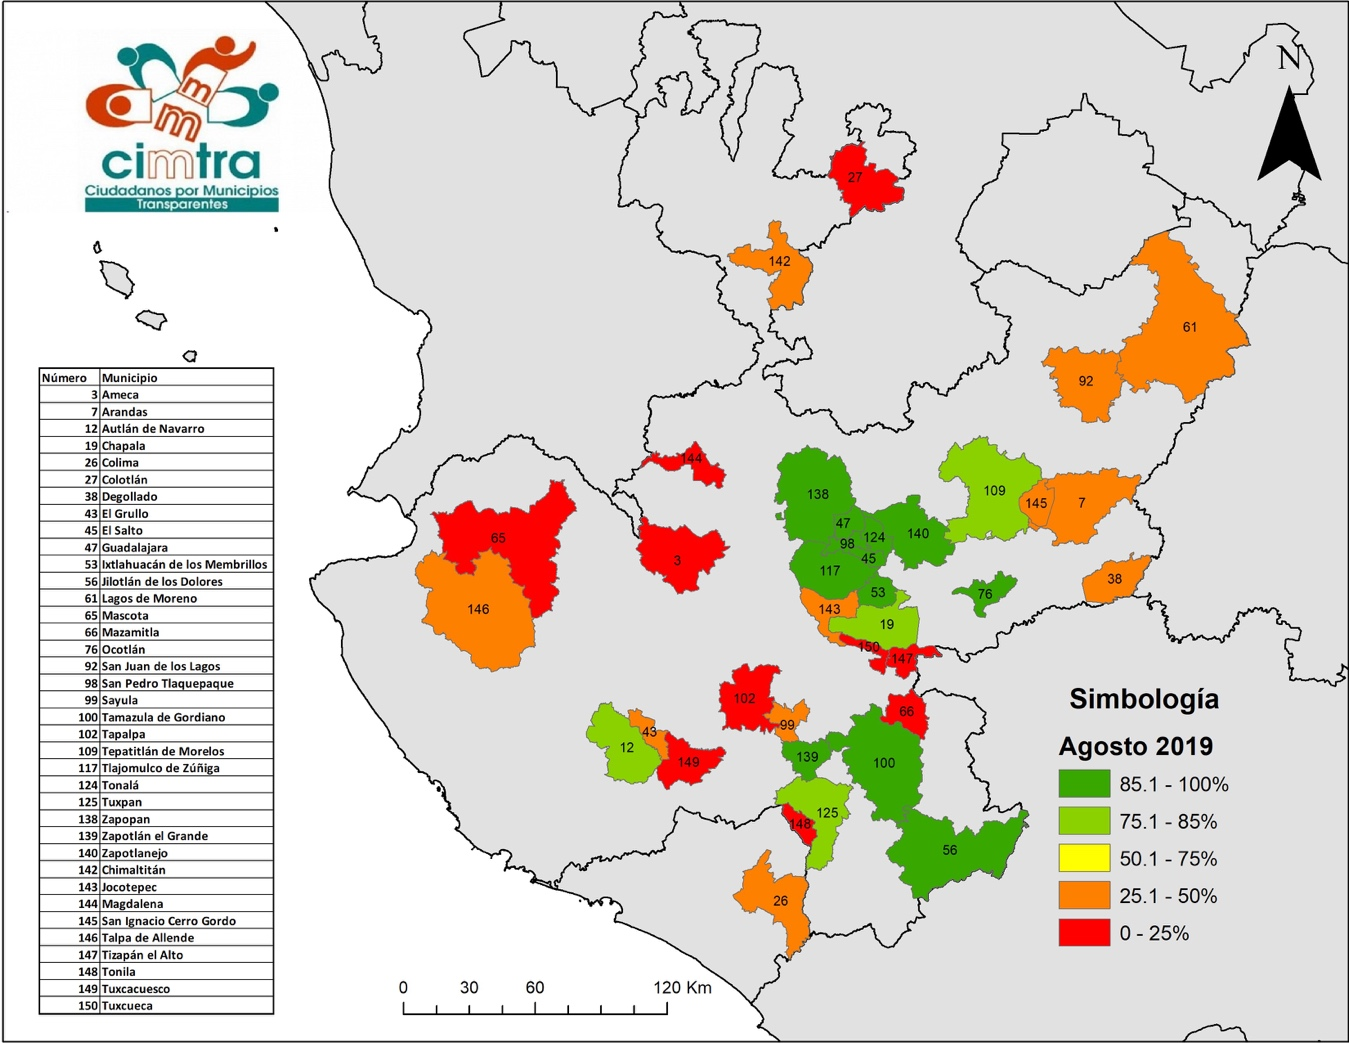 m
m
cimtra
Ciudadanos por Municipios
Transparentes
N
Número Municipio
3 Ameca
7 Arandas
12 Autlán de Navarro
19 Chapala
26 Colima
27 Colotlán
38 Degollado
43 El Grullo
45 El Salto
47 Guadalajara
53 Ixtlahuacán de los Membrillos
56 Jilotlán de los Dolores
61 Lagos de Moreno
65 Mascota
66 Mazamitla
76 Ocotlán
92 San Juan de los Lagos
98 San Pedro Tlaquepaque
99 Sayula
100 Tamazula de Gordiano
102 Tapalpa
109 Tepatitlán de Morelos
117 Tlajomulco de Zúñiga
124 Tonalá
125 Tuxpan
138 Zapopan
139 Zapotlán el Grande
140 Zapotlanejo
142 Chimaltitán
143 Jocotepec
144 Magdalena
145 San Ignacio Cerro Gordo
146 Talpa de Allende
147 Tizapán el Alto
148 Tonila
149 Tuxcacuesco
150 Tuxcueca
27
142
61
92
144
138
109
145
7
47
124
140
98
45
65
3
117
38
53
76
146
143
19
150
147
102
66
99
43
12
149
139
100
125
148
56
26
Simbología
Agosto 2019
85.1 - 100%
75.1 - 85%
50.1 - 75%
25.1 - 50%
0 - 25%
0 30 60 120 Km